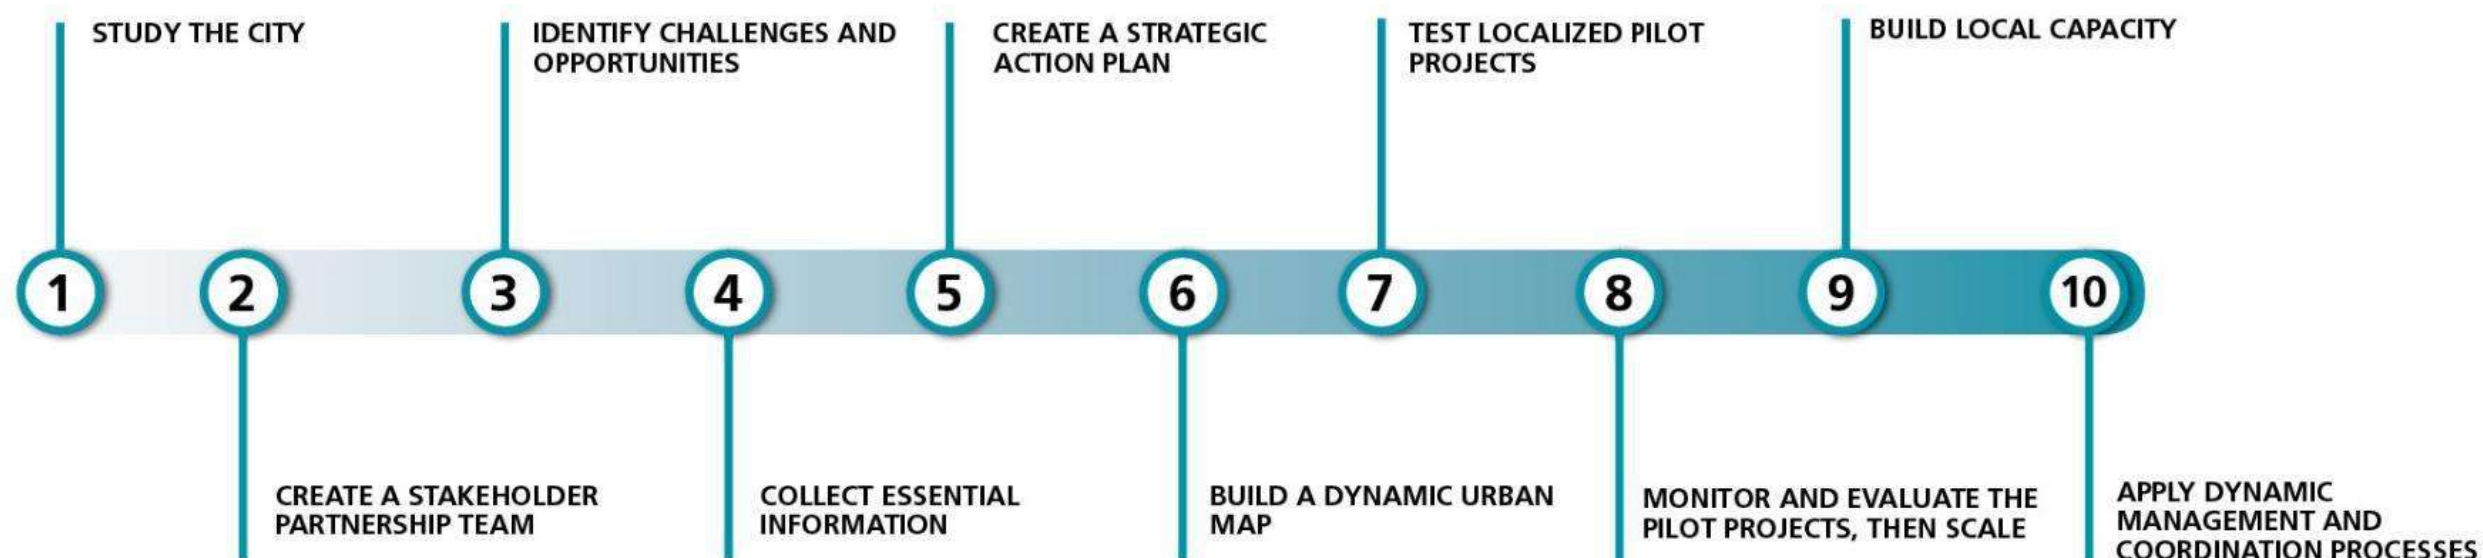 STUDY THE CITY
IDENTIFY CHALLENGES AND
OPPORTUNITIES
CREATE A STRATEGIC
ACTION PLAN
TEST LOCALIZED PILOT
PROJECTS
BUILD LOCAL CAPACITY
1
2
3
4
5
6
7
8
9
10
CREATE A STAKEHOLDER
PARTNERSHIP TEAM
COLLECT ESSENTIAL
INFORMATION
BUILD A DYNAMIC URBAN
MAP
MONITOR AND EVALUATE THE
PILOT PROJECTS, THEN SCALE
APPLY DYNAMIC
MANAGEMENT AND
COORDINATION PROCESSES